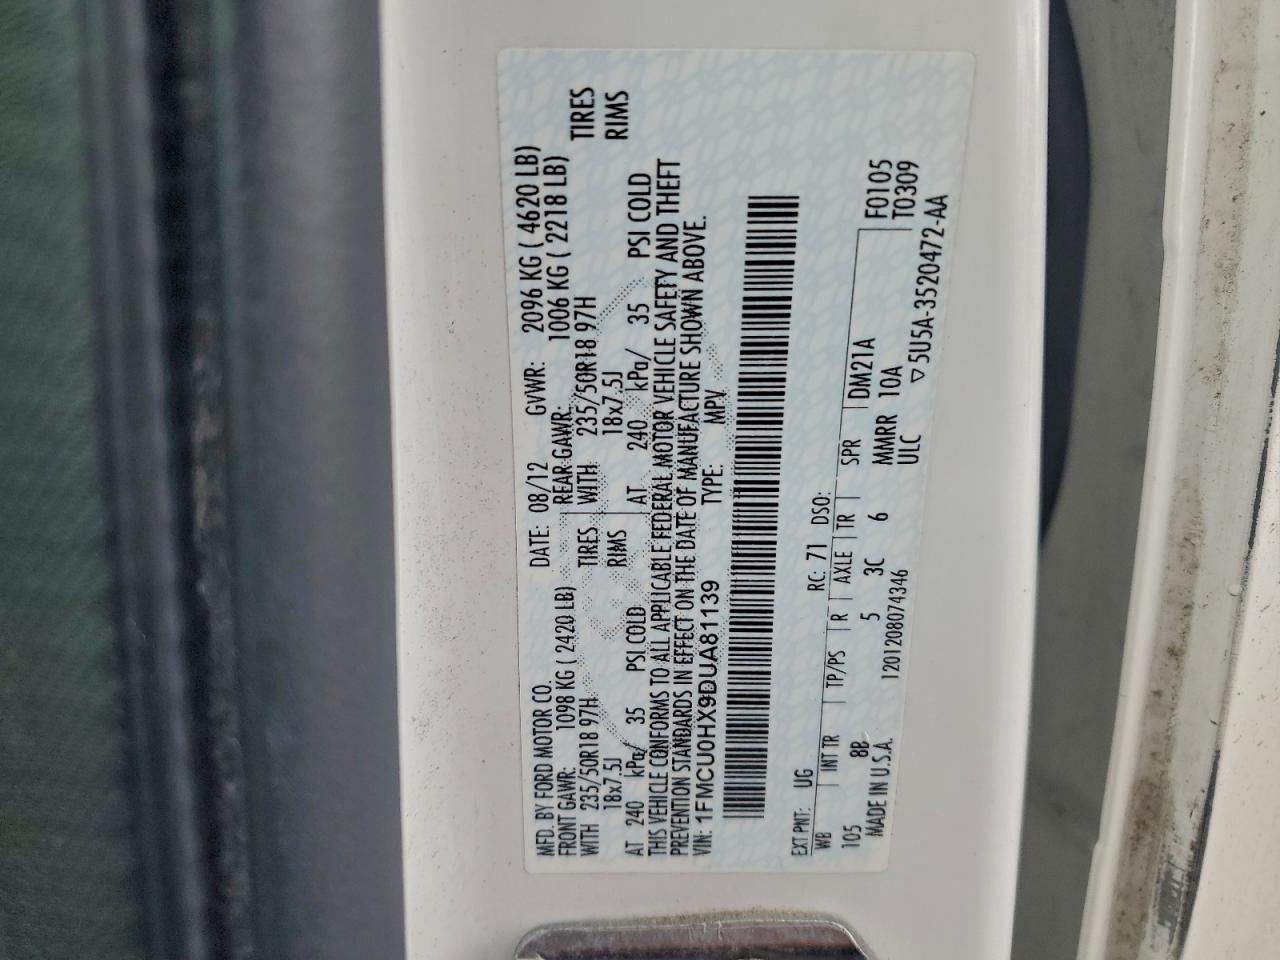 MFD. BY FORD MOTOR CO. DATE: 08/12 GVWR: 2096 KG ( 4620 LB)
FRONT GAWR: 1098 KG ( 2420 LB) REAR GAWR: 1006 KG ( 2218 LB)
WITH 235/50R18 97H TIRES WITH 235/50R18 97H TIRES
18x7.5J RIMS 18x7.5J RIMS
AT 240 kPa/ 35 PSI COLD AT 240 kPa/ 35 PSI COLD
THIS VEHICLE CONFORMS TO ALL APPLICABLE FEDERAL MOTOR VEHICLE SAFETY AND THEFT
PREVENTION STANDARDS IN EFFECT ON THE DATE OF MANUFACTURE SHOWN ABOVE.
VIN: 1FMCU0HX9DUA81139 TYPE: MPV
EXT PNT: UG RC: 71 DSO:
WB INT TR TP/PS R AXLE TR SPR DM21A F0105
105 8B 5 3C 6 MMRR 10A T0309
MADE IN U.S.A. 1201208074346 ULC ▽5U5A-3520472-AA